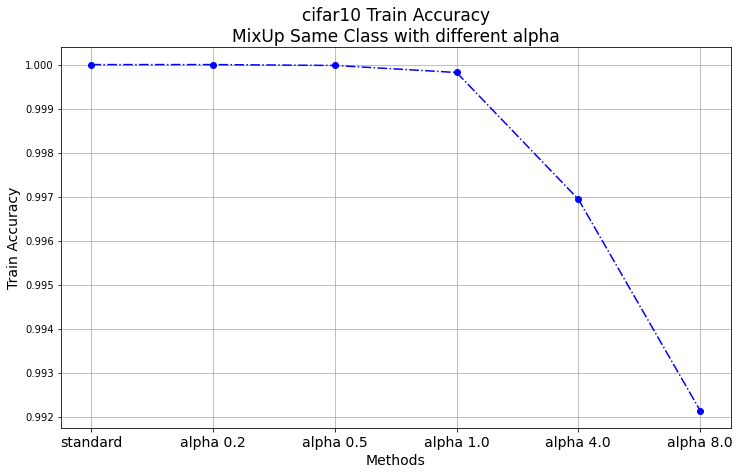 cifar10 Train Accuracy
MixUp Same Class with different alpha
Train Accuracy
1.000
0.999
0.998
0.997
0.996
0.995
0.994
0.993
0.992
standard alpha 0.2 alpha 0.5 alpha 1.0 alpha 4.0 alpha 8.0
Methods